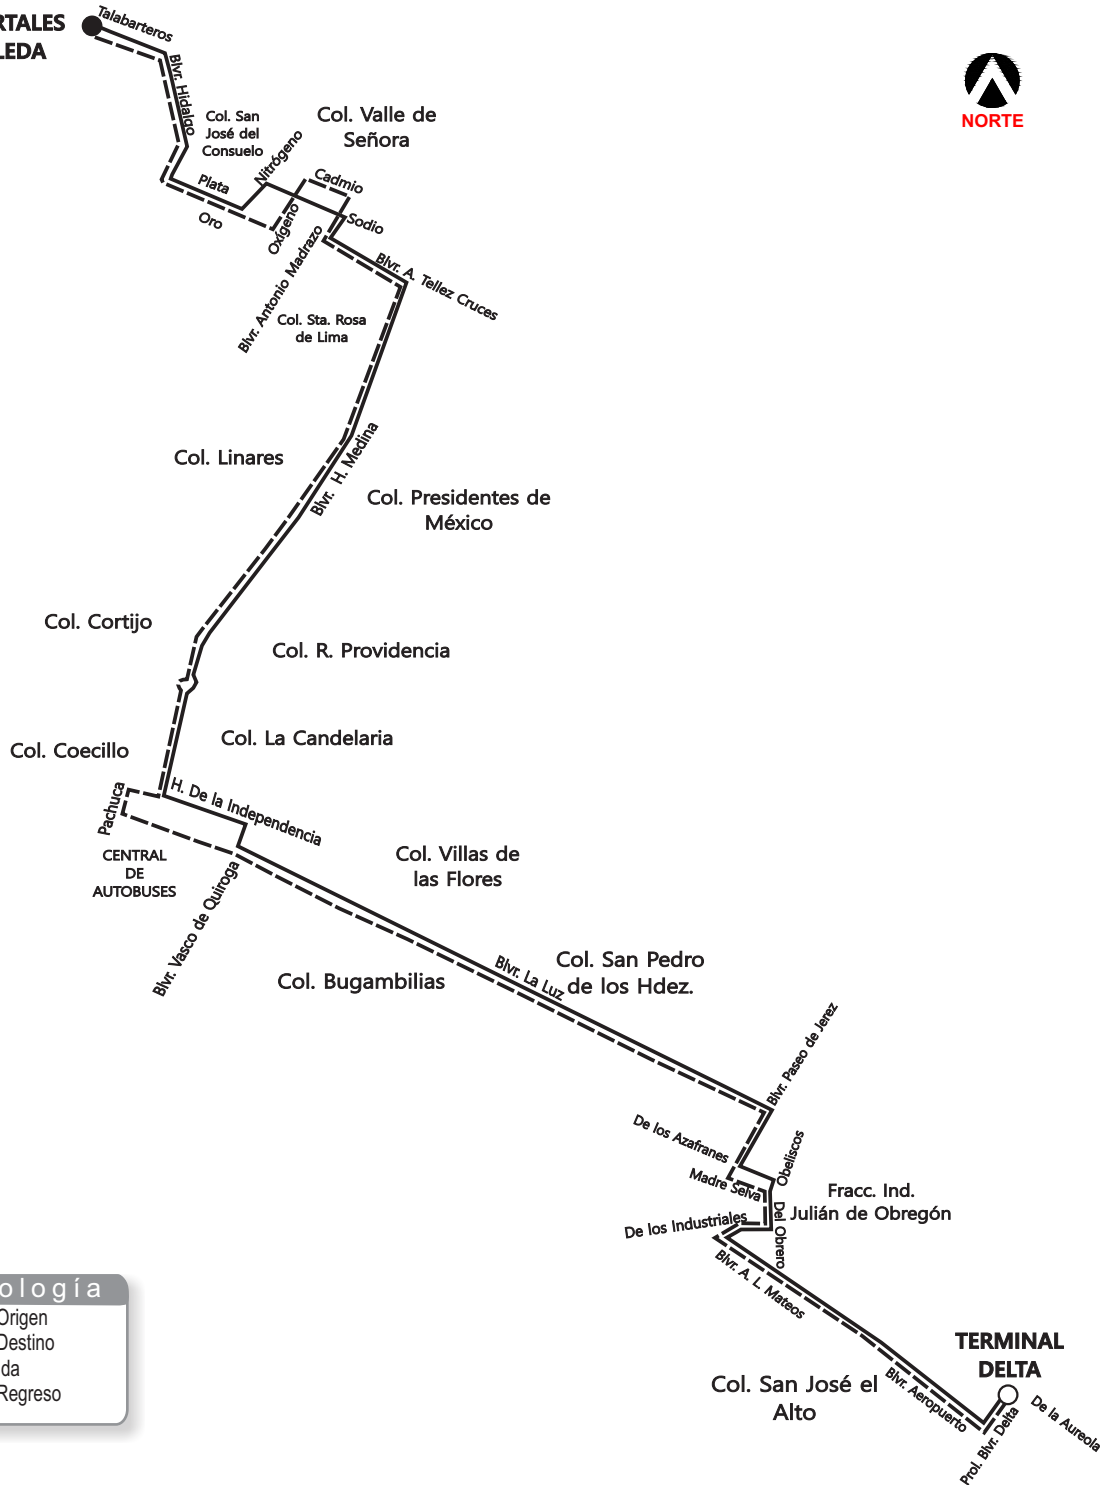 RTALES
LEDA
Talabarteros
Blvr. Hidalgo
NORTE
Col. San
José del
Consuelo
Col. Valle de
Señora
Nitrógeno
Plata
Cadmio
Oro
Oxígeno
Sodio
Blvr. Antonio Madrazo
Blvr. A. Tellez Cruces
Col. Sta. Rosa
de Lima
Col. Linares
Blvr. H. Medina
Col. Presidentes de
México
Col. Cortijo
Col. R. Providencia
Col. La Candelaria
Col. Coecillo
H. De la Independencia
Pachuca
CENTRAL
DE
AUTOBUSES
Col. Villas de
las Flores
Blvr. Vasco de Quiroga
Col. Bugambilias
Blvr. La Luz
Col. San Pedro
de los Hdez.
Blvr. Paseo de Jerez
De los Azafranes
Obeliscos
Madre Selva
Fracc. Ind.
Julián de Obregón
De los Industriales
Del Obrero
Blvr. A. L. Mateos
ología
Origen
Destino
da
Regreso
TERMINAL
DELTA
Col. San José el
Alto
Blvr. Aeropuerto
De la Aureola
Prol. Blvr. Delta